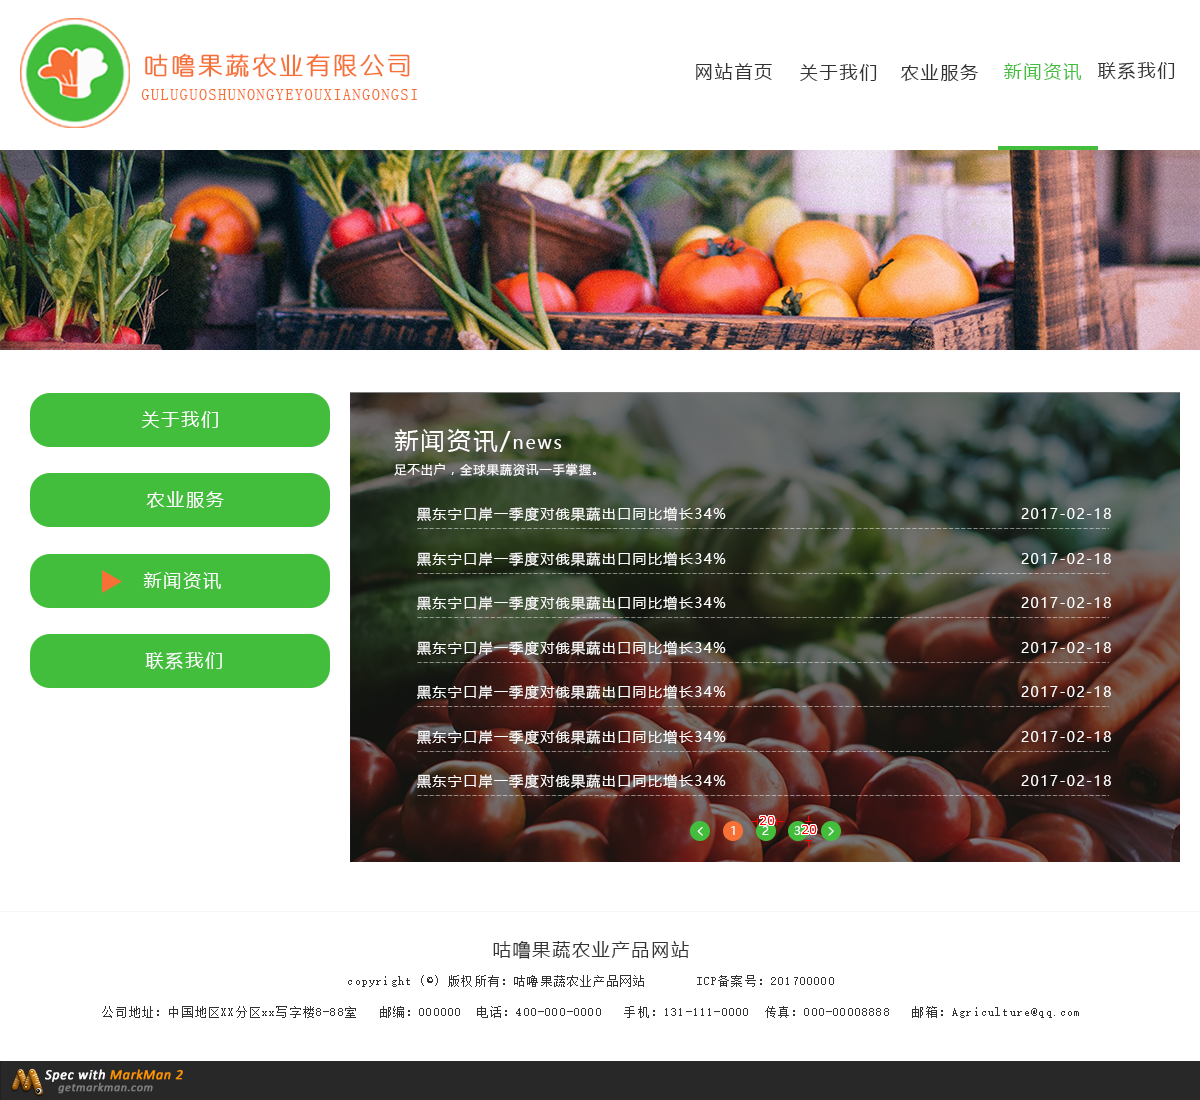 咕噜果蔬农业有限公司
GULUGUOSHUNONGYEYOUXIANGONGSI
网站首页 关于我们 农业服务 新闻资讯 联系我们
关于我们
农业服务
新闻资讯
联系我们
新闻资讯/news
足不出户，全球果蔬资讯一手掌握。
黑东宁口岸一季度对俄果蔬出口同比增长34% 2017-02-18
黑东宁口岸一季度对俄果蔬出口同比增长34% 2017-02-18
黑东宁口岸一季度对俄果蔬出口同比增长34% 2017-02-18
黑东宁口岸一季度对俄果蔬出口同比增长34% 2017-02-18
黑东宁口岸一季度对俄果蔬出口同比增长34% 2017-02-18
黑东宁口岸一季度对俄果蔬出口同比增长34% 2017-02-18
黑东宁口岸一季度对俄果蔬出口同比增长34% 2017-02-18
20
< 1 2 3 20 >
咕噜果蔬农业产品网站
copyright (©) 版权所有: 咕噜果蔬农业产品网站 ICP备案号: 201700000
公司地址: 中国地区XX分区xx写字楼8-88室 邮编: 000000 电话: 400-000-0000 手机: 131-111-0000 传真: 000-00008888 邮箱: Agriculture@qq.com
Spec with MarkMan 2
getmarkman.com